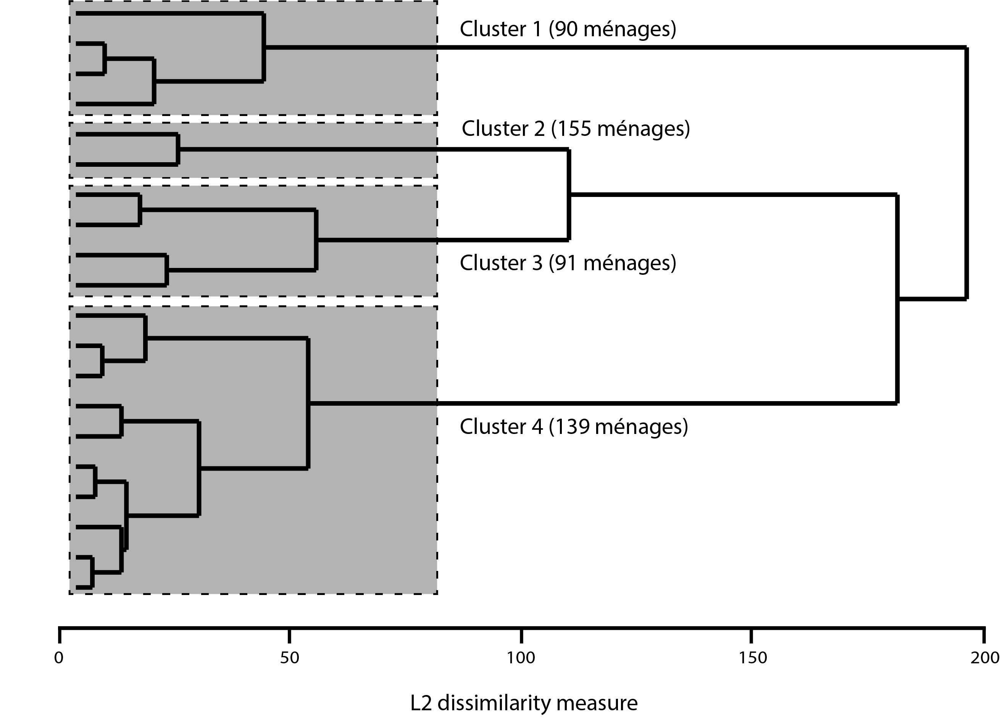 Cluster 1 (90 ménages)
Cluster 2 (155 ménages)
Cluster 3 (91 ménages)
Cluster 4 (139 ménages)
0 50 100 150 200
L2 dissimilarity measure